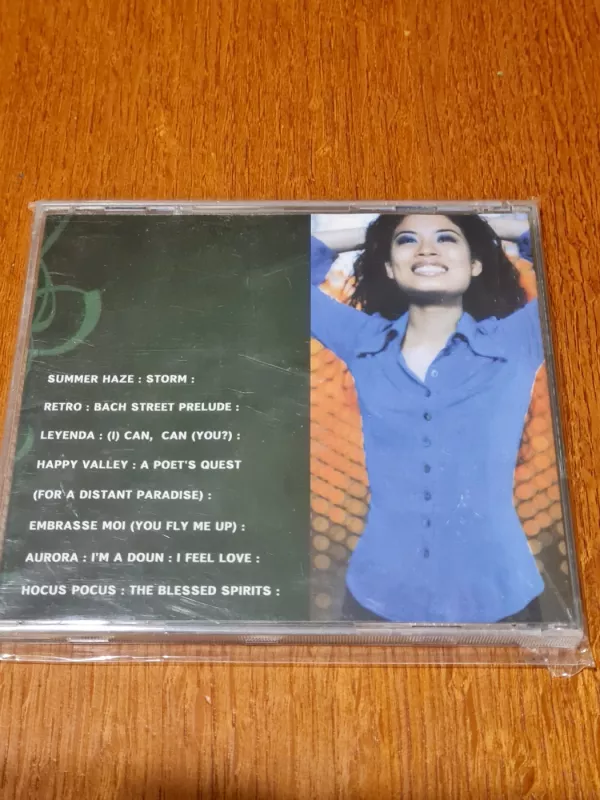 SUMMER HAZE : STORM :
RETRO : BACH STREET PRELUDE :
LEYENDA : (I) CAN, CAN (YOU?) :
HAPPY VALLEY : A POET'S QUEST
(FOR A DISTANT PARADISE) :
EMBRASSE MOI (YOU FLY ME UP) :
AURORA : I'M A DOUN : I FEEL LOVE :
HOCUS POCUS : THE BLESSED SPIRITS :